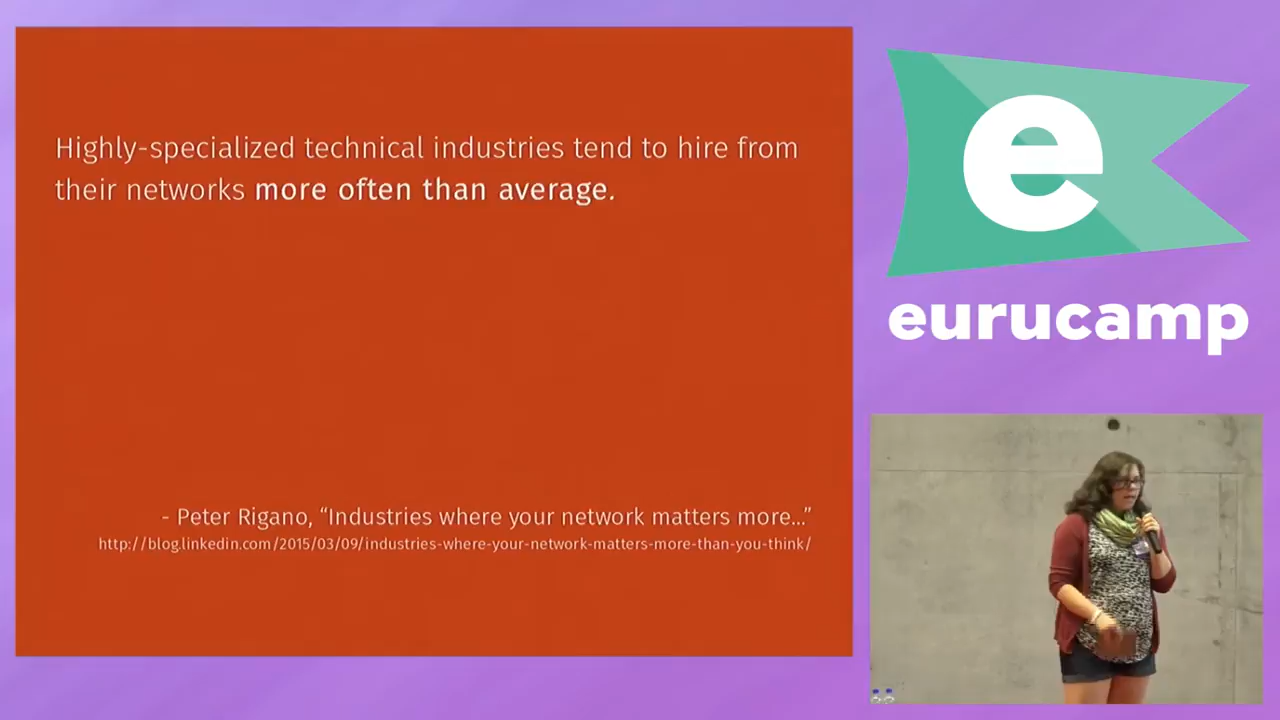 Highly-specialized technical industries tend to hire from
their networks more often than average.
- Peter Rigano, “Industries where your network matters more...”
http://blog.linkedin.com/2015/03/09/industries-where-your-network-matters-more-than-you-think/
e
eurucamp